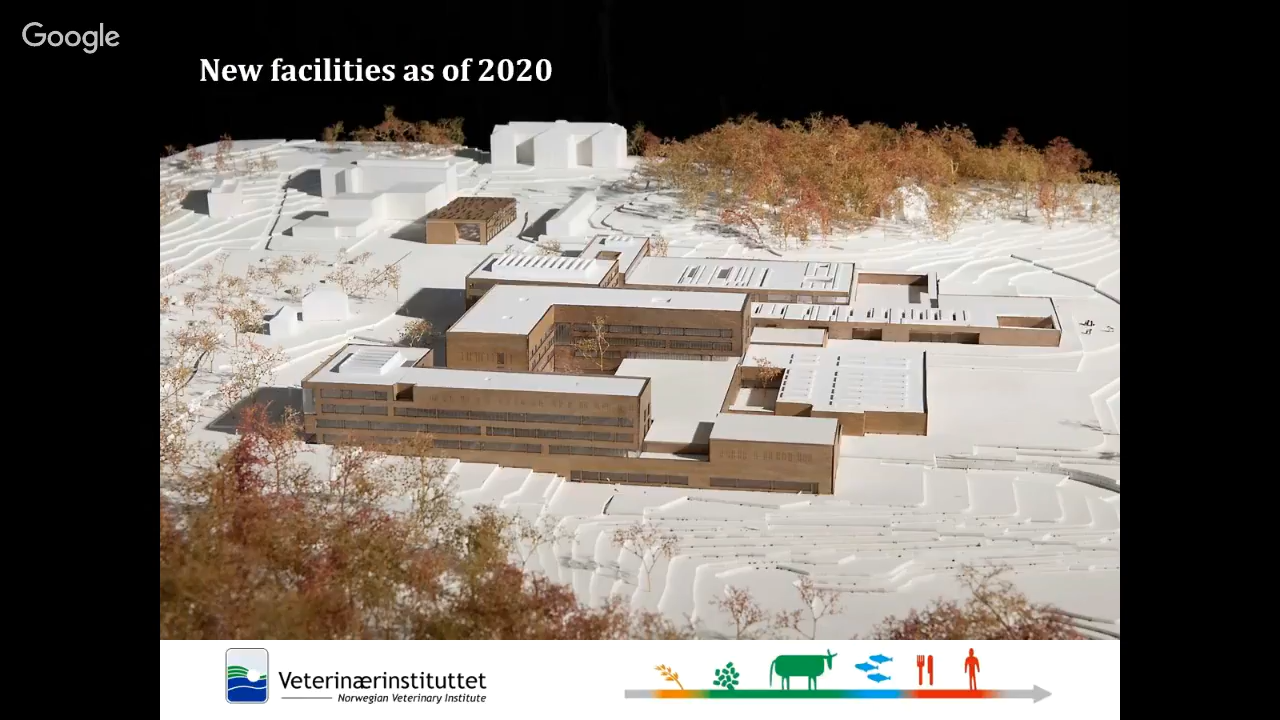 Google
New facilities as of 2020
Veterinærinstituttet
Norwegian Veterinary Institute